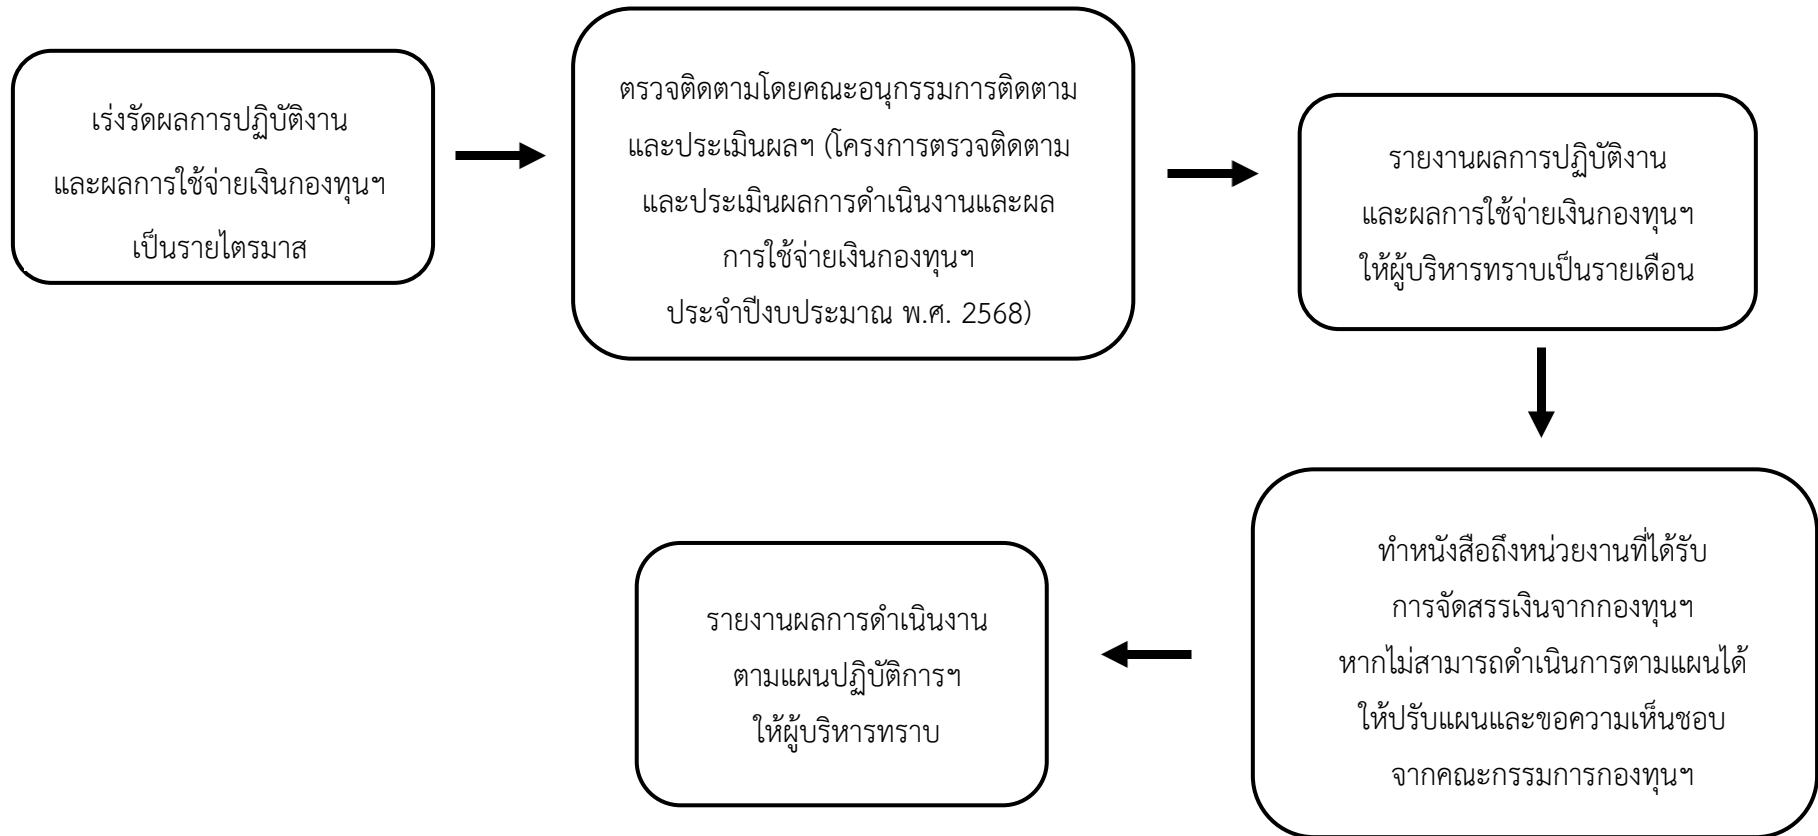 เร่งรัดผลการปฏิบัติงาน
และผลการใช้จ่ายเงินกองทุนฯ
เป็นรายไตรมาส
ตรวจติดตามโดยคณะอนุกรรมการติดตาม
และประเมินผลฯ (โครงการตรวจติดตาม
และประเมินผลการดำเนินงานและผล
การใช้จ่ายเงินกองทุนฯ
ประจำปีงบประมาณ พ.ศ. 2568)
รายงานผลการปฏิบัติงาน
และผลการใช้จ่ายเงินกองทุนฯ
ให้ผู้บริหารทราบเป็นรายเดือน
ทำหนังสือถึงหน่วยงานที่ได้รับ
การจัดสรรเงินจากกองทุนฯ
หากไม่สามารถดำเนินการตามแผนได้
ให้ปรับแผนและขอความเห็นชอบ
จากคณะกรรมการกองทุนฯ
รายงานผลการดำเนินงาน
ตามแผนปฏิบัติการฯ
ให้ผู้บริหารทราบ